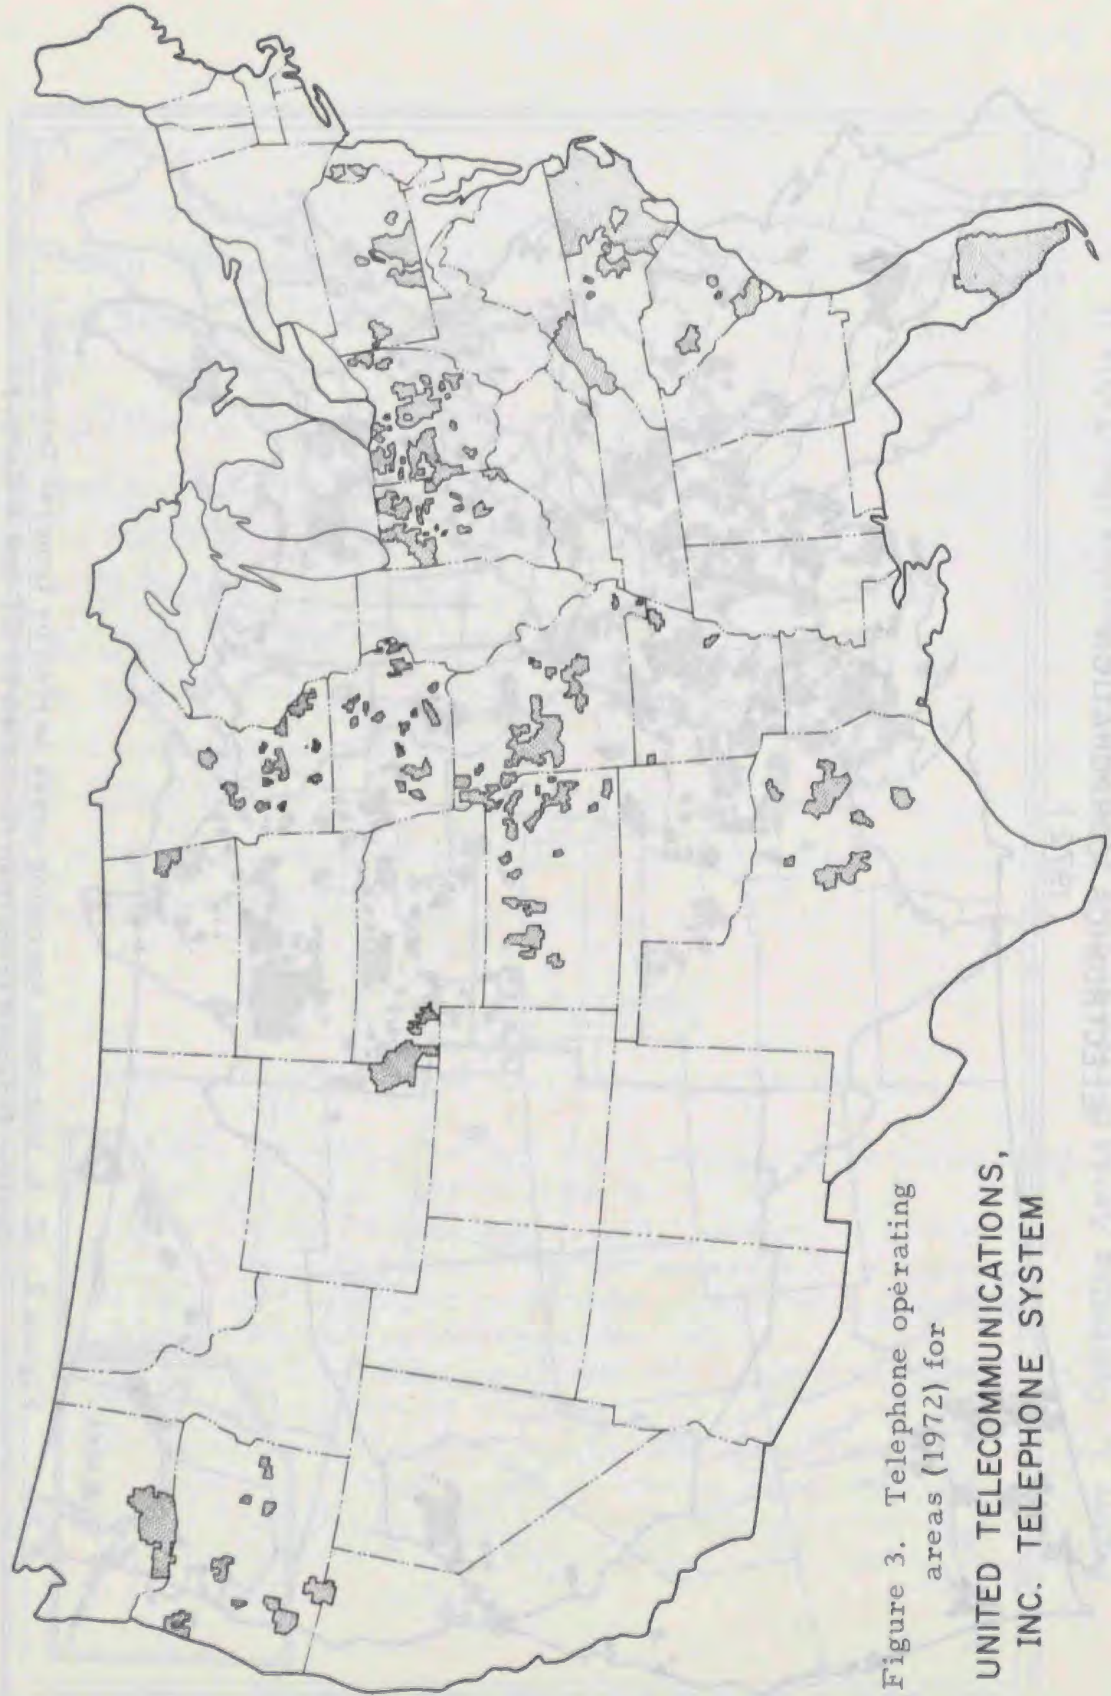 Figure 3. Telephone operating
areas (1972) for
UNITED TELECOMMUNICATIONS,
INC. TELEPHONE SYSTEM